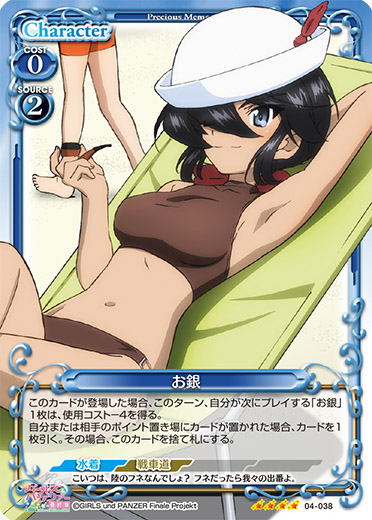 Precious Memo
Character
COST
0
SOURCE
2
お銀
このカードが登場した場合、このターン、自分が次にプレイする「お銀」
1枚は、使用コスト－4を得る。
自分または相手のポイント置き場にカードが置かれた場合、カードを1
枚引く。その場合、このカードを捨て札にする。
水着
戦車道
こいつは、陸のフネなんでしょ？ フネだったら我々の出番よ。
©GIRLS und PANZER Finale Projekt
04-038